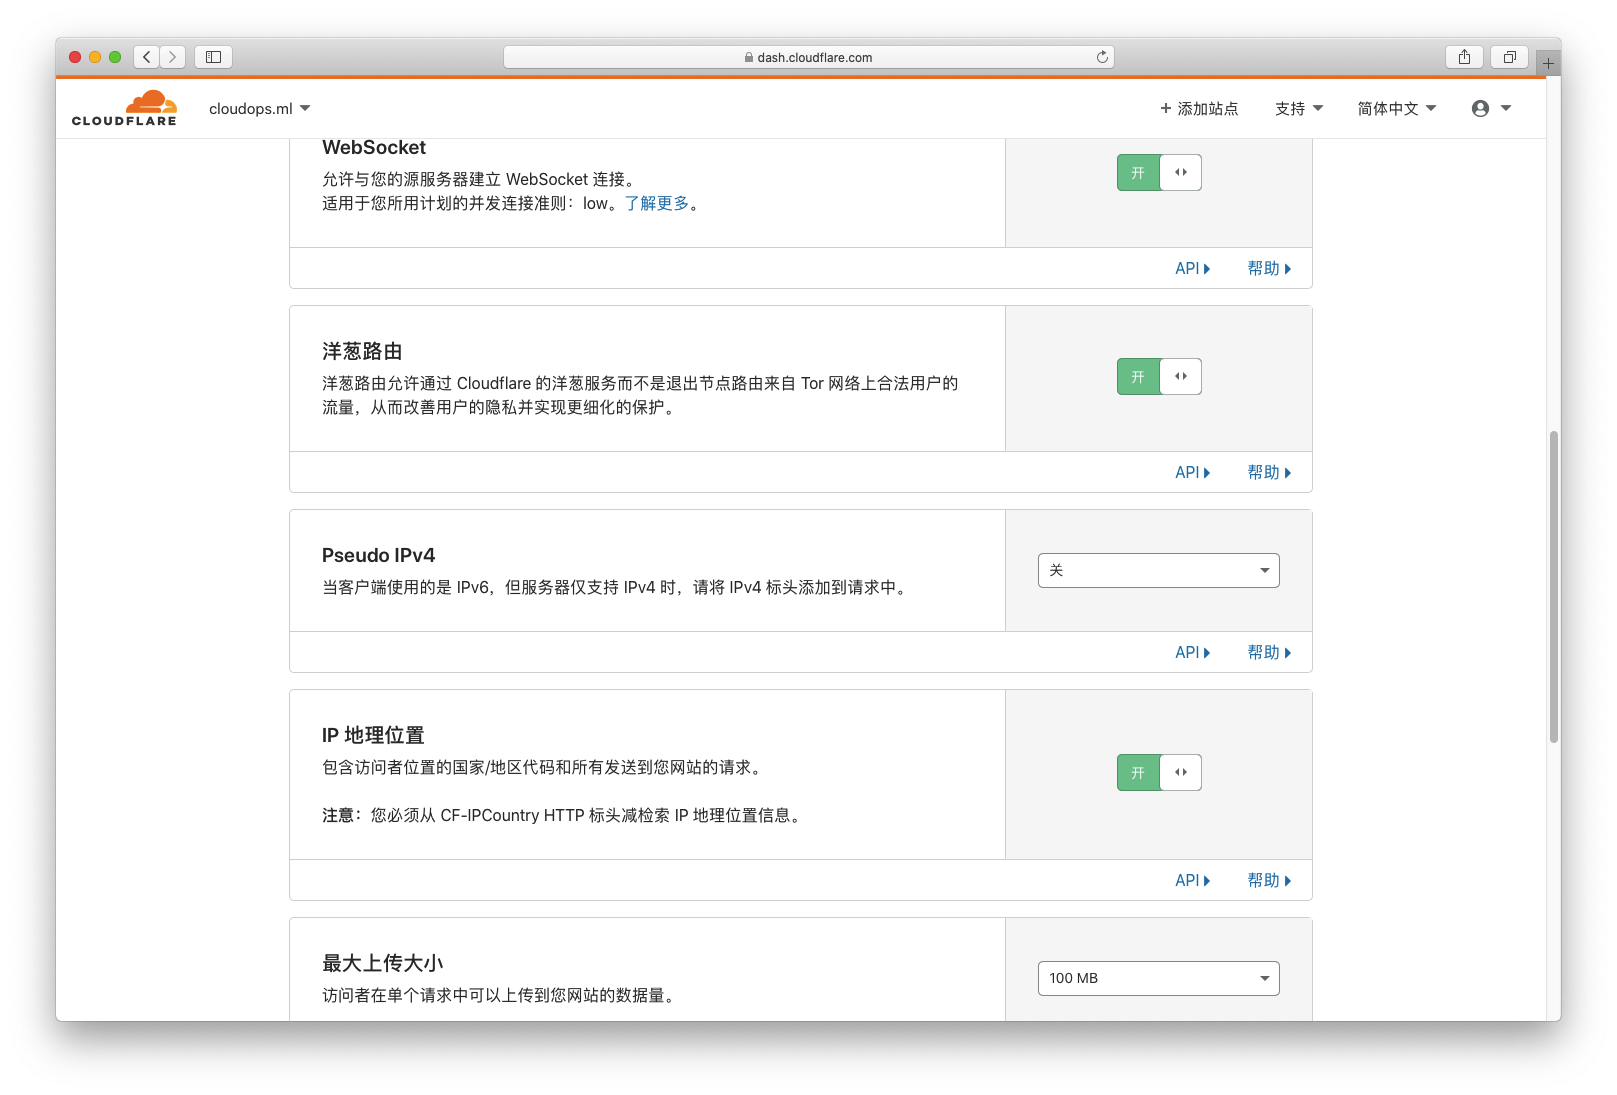 dash.cloudflare.com
CLOUDFLARE
cloudops.ml
+ 添加站点
支持
简体中文
WebSocket
允许与您的源服务器建立 WebSocket 连接。
适用于您所用计划的并发连接准则：low。了解更多。
开
API
帮助
洋葱路由
洋葱路由允许通过 Cloudflare 的洋葱服务而不是退出节点路由来自 Tor 网络上合法用户的
流量，从而改善用户的隐私并实现更细化的保护。
开
API
帮助
Pseudo IPv4
当客户端使用的是 IPv6，但服务器仅支持 IPv4 时，请将 IPv4 标头添加到请求中。
关
API
帮助
IP 地理位置
包含访问者位置的国家/地区代码和所有发送到您网站的请求。
注意：您必须从 CF-IPCountry HTTP 标头减检索 IP 地理位置信息。
开
API
帮助
最大上传大小
访问者在单个请求中可以上传到您网站的数据量。
100 MB